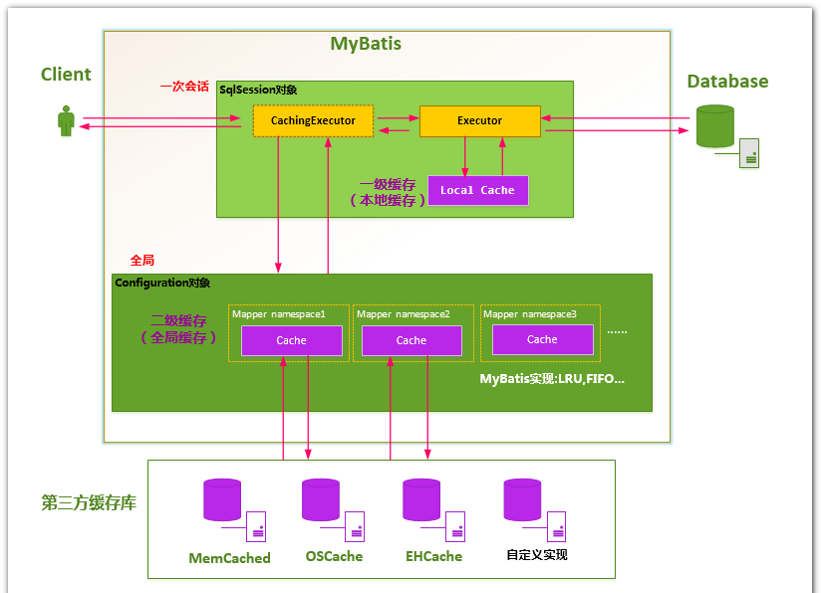 MyBatis
Client
Database
一次会话
SqlSession对象
CachingExecutor
Executor
一级缓存
（本地缓存）
Local Cache
全局
Configuration对象
二级缓存
（全局缓存）
Mapper namespace1
Cache
Mapper namespace2
Cache
Mapper namespace3
Cache
......
MyBatis实现:LRU,FIFO...
第三方缓存库
MemCached
OSCache
EHCache
自定义实现